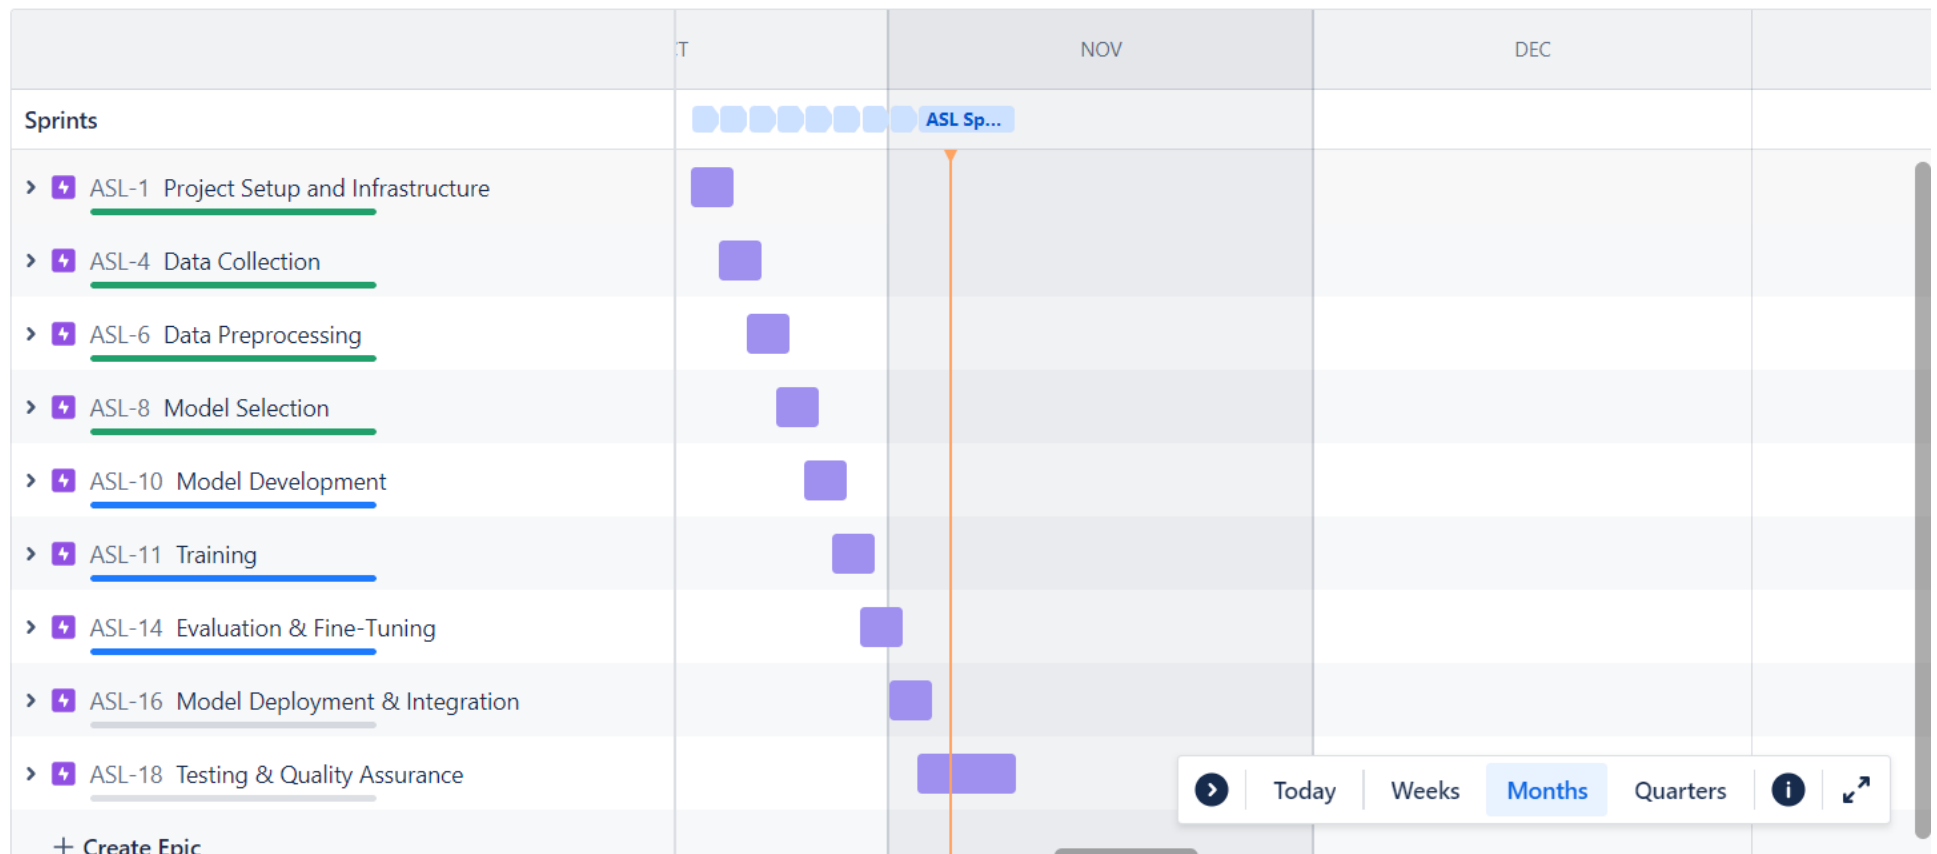 CT NOV DEC
Sprints ASL Sp...
ASL-1 Project Setup and Infrastructure
ASL-4 Data Collection
ASL-6 Data Preprocessing
ASL-8 Model Selection
ASL-10 Model Development
ASL-11 Training
ASL-14 Evaluation & Fine-Tuning
ASL-16 Model Deployment & Integration
ASL-18 Testing & Quality Assurance
Today Weeks Months Quarters
+ Create Epic